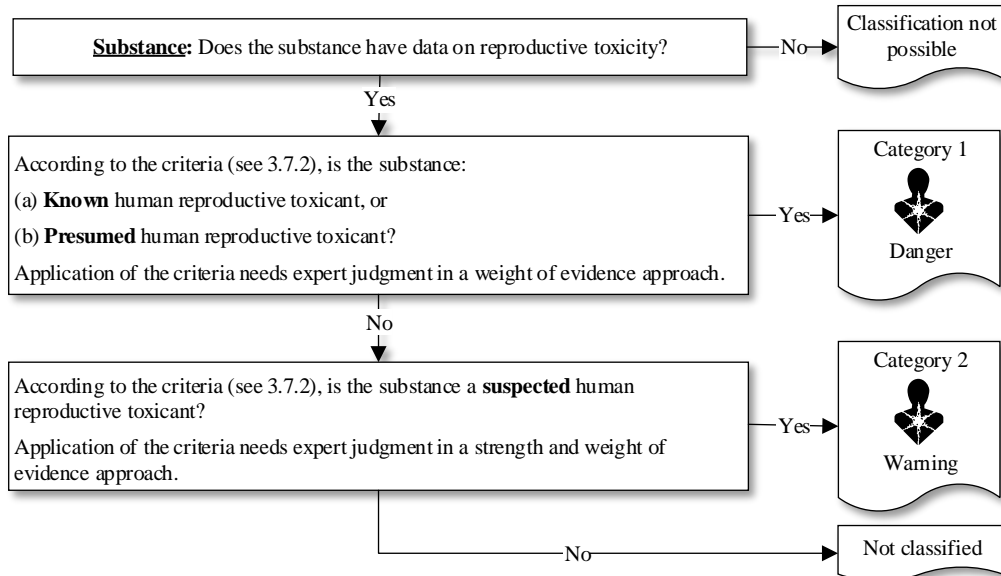 Substance: Does the substance have data on reproductive toxicity?
No
Classification not
possible
Yes
According to the criteria (see 3.7.2), is the substance:
(a) Known human reproductive toxicant, or
(b) Presumed human reproductive toxicant?
Application of the criteria needs expert judgment in a weight of evidence approach.
Yes
Category 1
Danger
No
According to the criteria (see 3.7.2), is the substance a suspected human
reproductive toxicant?
Application of the criteria needs expert judgment in a strength and weight of
evidence approach.
Yes
Category 2
Warning
No
Not classified